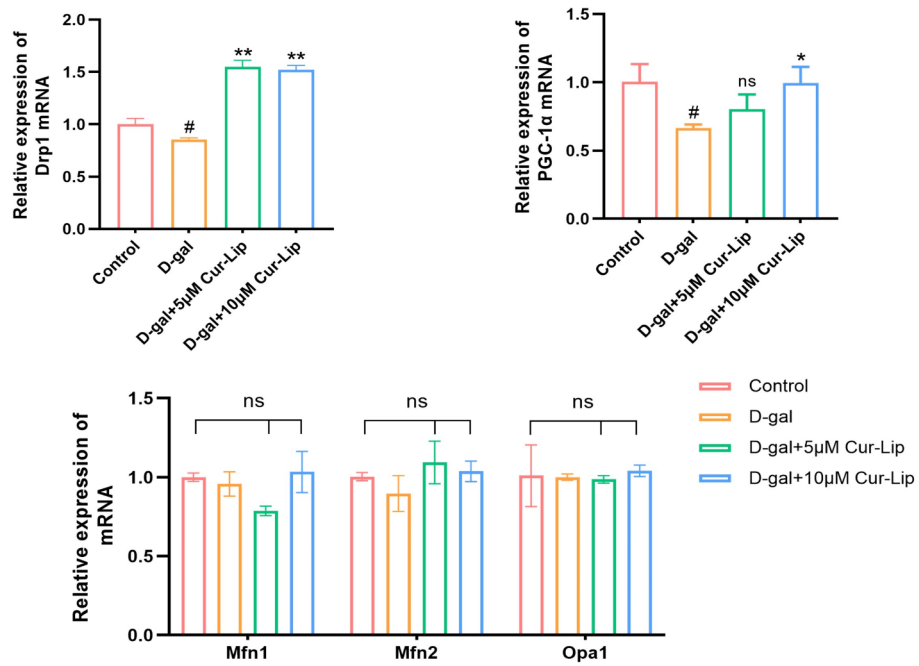 Relative expression of
Drp1 mRNA
2.0
1.5
1.0
0.5
0.0
#
**
**
Control
D-gal
D-gal+5μM Cur-Lip
D-gal+10μM Cur-Lip
Relative expression of
PGC-1α mRNA
1.5
1.0
0.5
0.0
#
ns
*
Control
D-gal
D-gal+5μM Cur-Lip
D-gal+10μM Cur-Lip
Relative expression of
mRNA
1.5
1.0
0.5
0.0
ns
ns
ns
Mfn1
Mfn2
Opa1
Control
D-gal
D-gal+5μM Cur-Lip
D-gal+10μM Cur-Lip